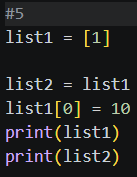 #5
list1 = [1]
list2 = list1
list1[0] = 10
print(list1)
print(list2)